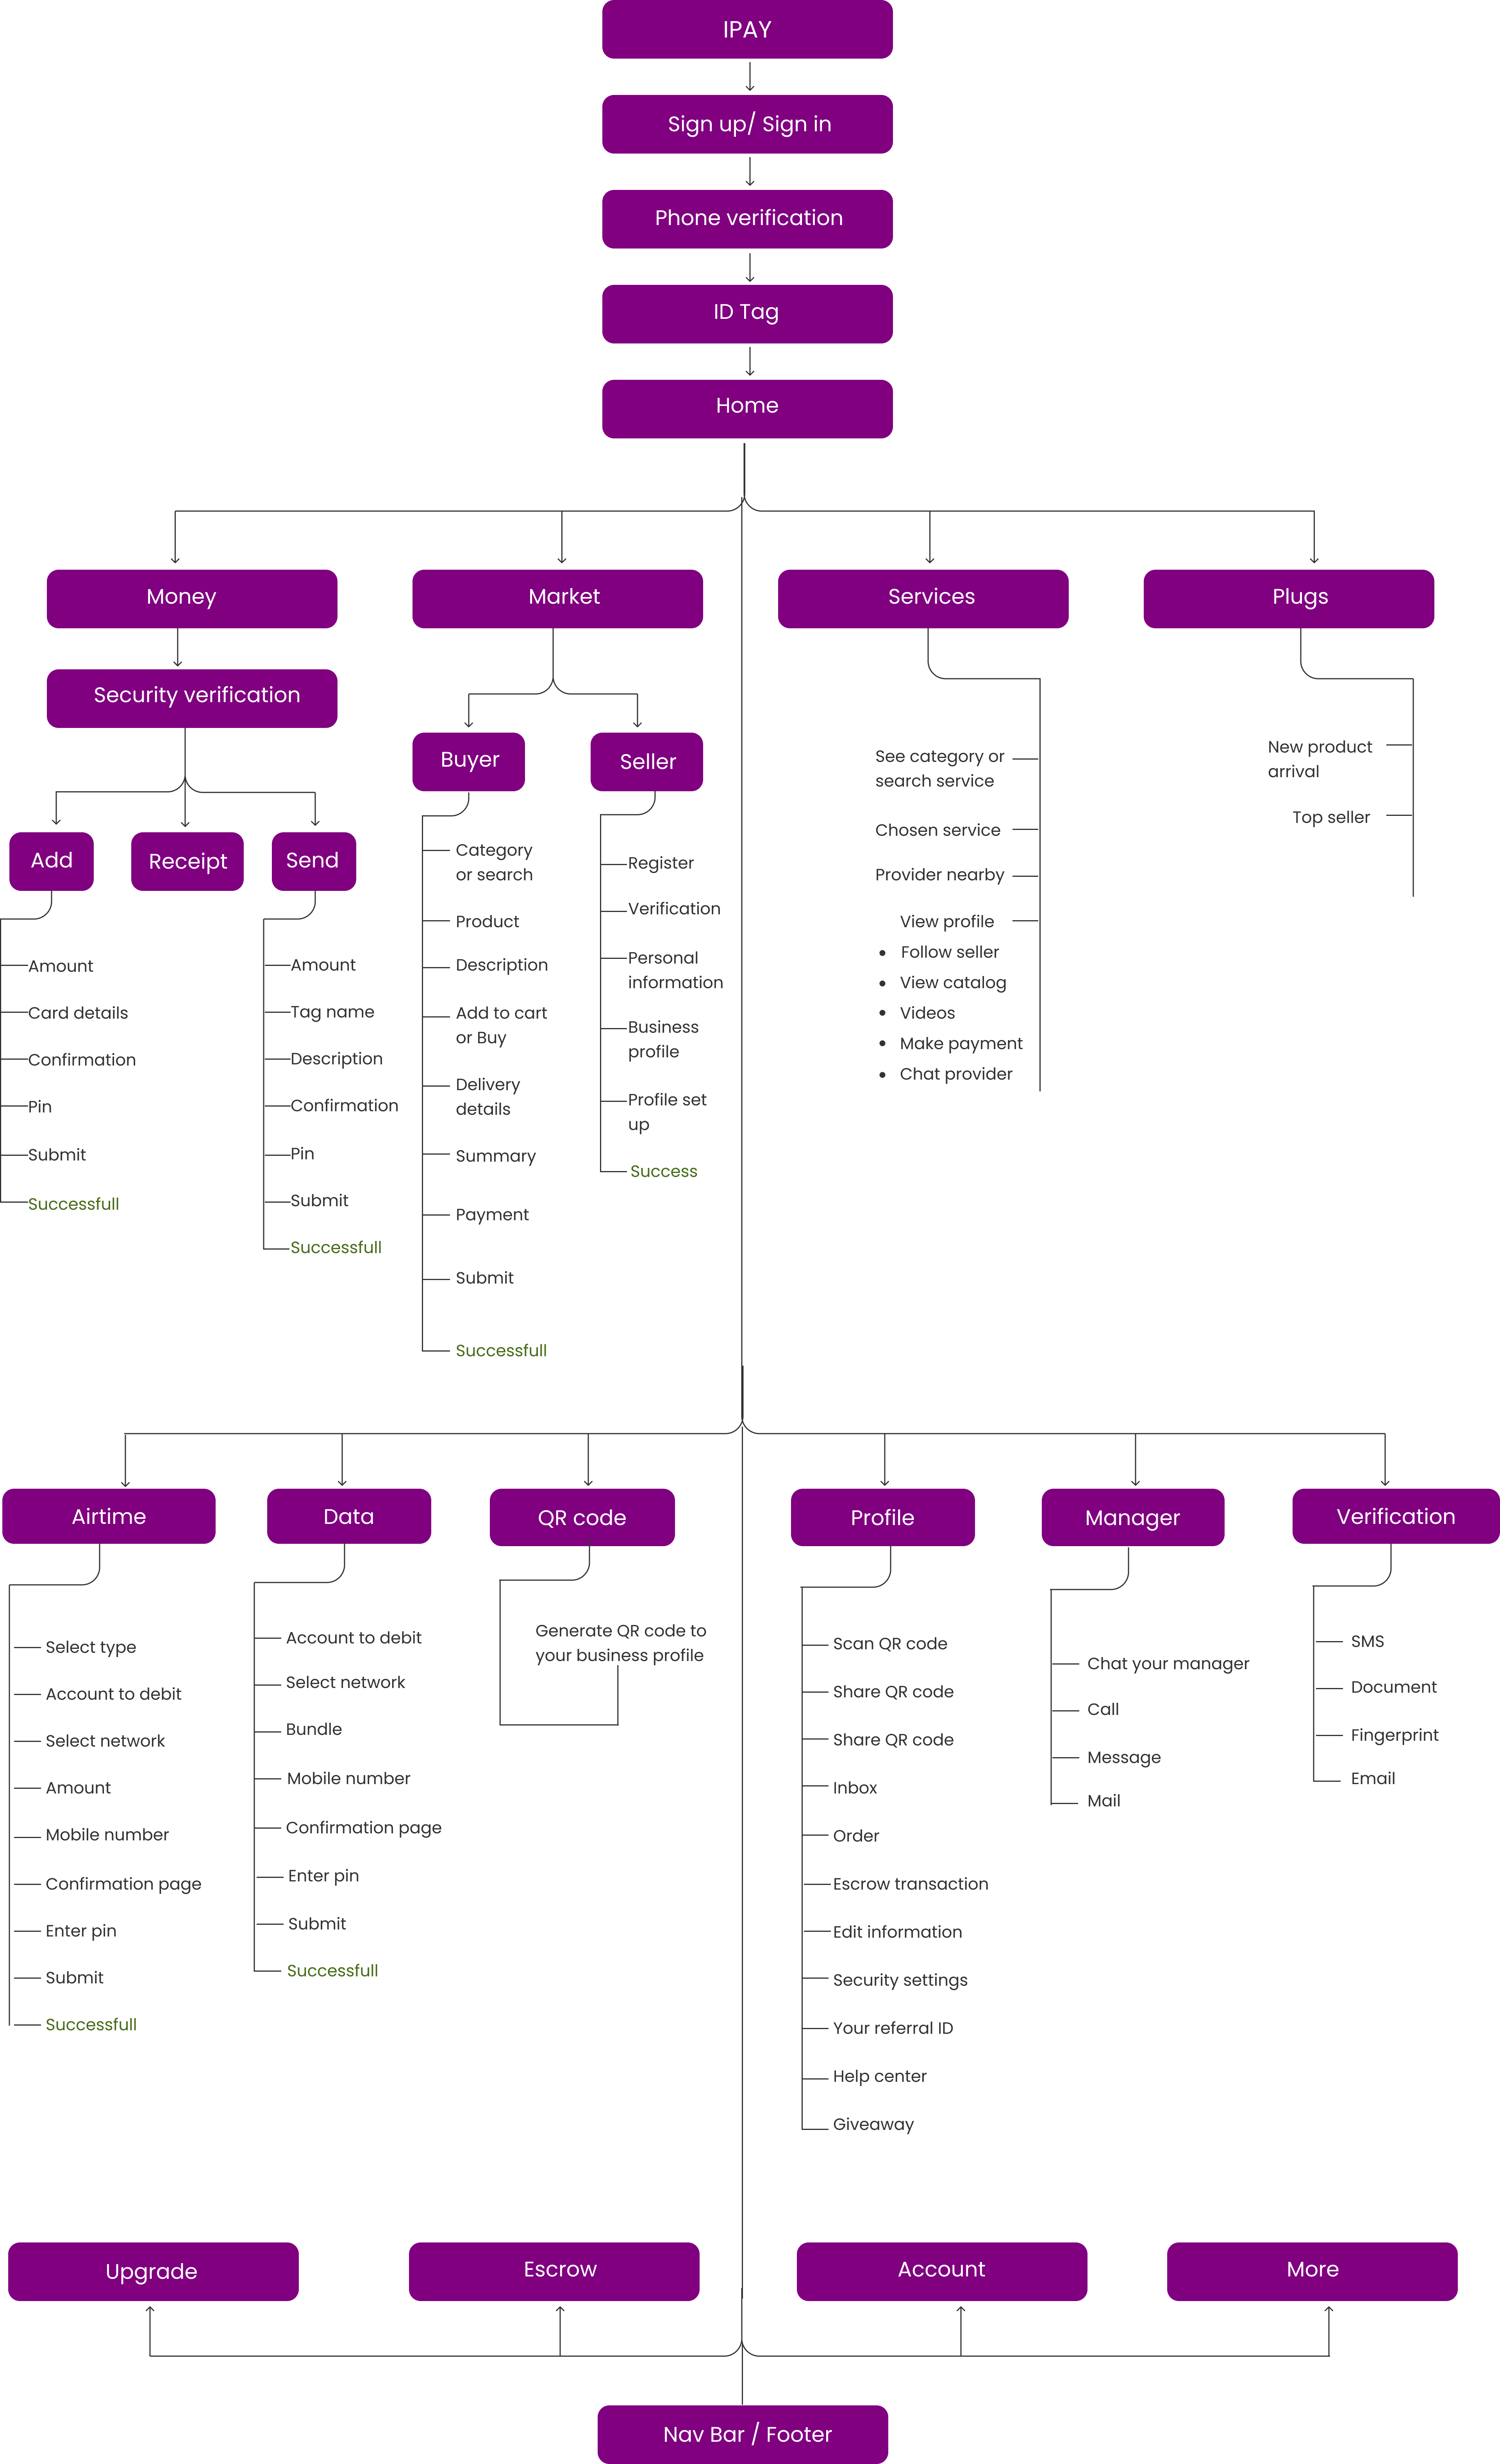 IPAY
Sign up/ Sign in
Phone verification
ID Tag
Home
Money
Market
Services
Plugs
Security verification
Buyer
Seller
Add
Receipt
Send
Amount
Card details
Confirmation
Pin
Submit
Successfull
Amount
Tag name
Description
Confirmation
Pin
Submit
Successfull
Category
or search
Product
Description
Add to cart
or Buy
Delivery
details
Summary
Payment
Submit
Successfull
Register
Verification
Personal
information
Business
profile
Profile set
up
Success
See category or
search service
Chosen service
Provider nearby
View profile
• Follow seller
• View catalog
• Videos
• Make payment
• Chat provider
New product
arrival
Top seller
Airtime
Data
QR code
Profile
Manager
Verification
Select type
Account to debit
Select network
Amount
Mobile number
Confirmation page
Enter pin
Submit
Successfull
Account to debit
Select network
Bundle
Mobile number
Confirmation page
Enter pin
Submit
Successfull
Generate QR code to
your business profile
Scan QR code
Share QR code
Share QR code
Inbox
Order
Escrow transaction
Edit information
Security settings
Your referral ID
Help center
Giveaway
Chat your manager
Call
Message
Mail
SMS
Document
Fingerprint
Email
Upgrade
Escrow
Account
More
Nav Bar / Footer